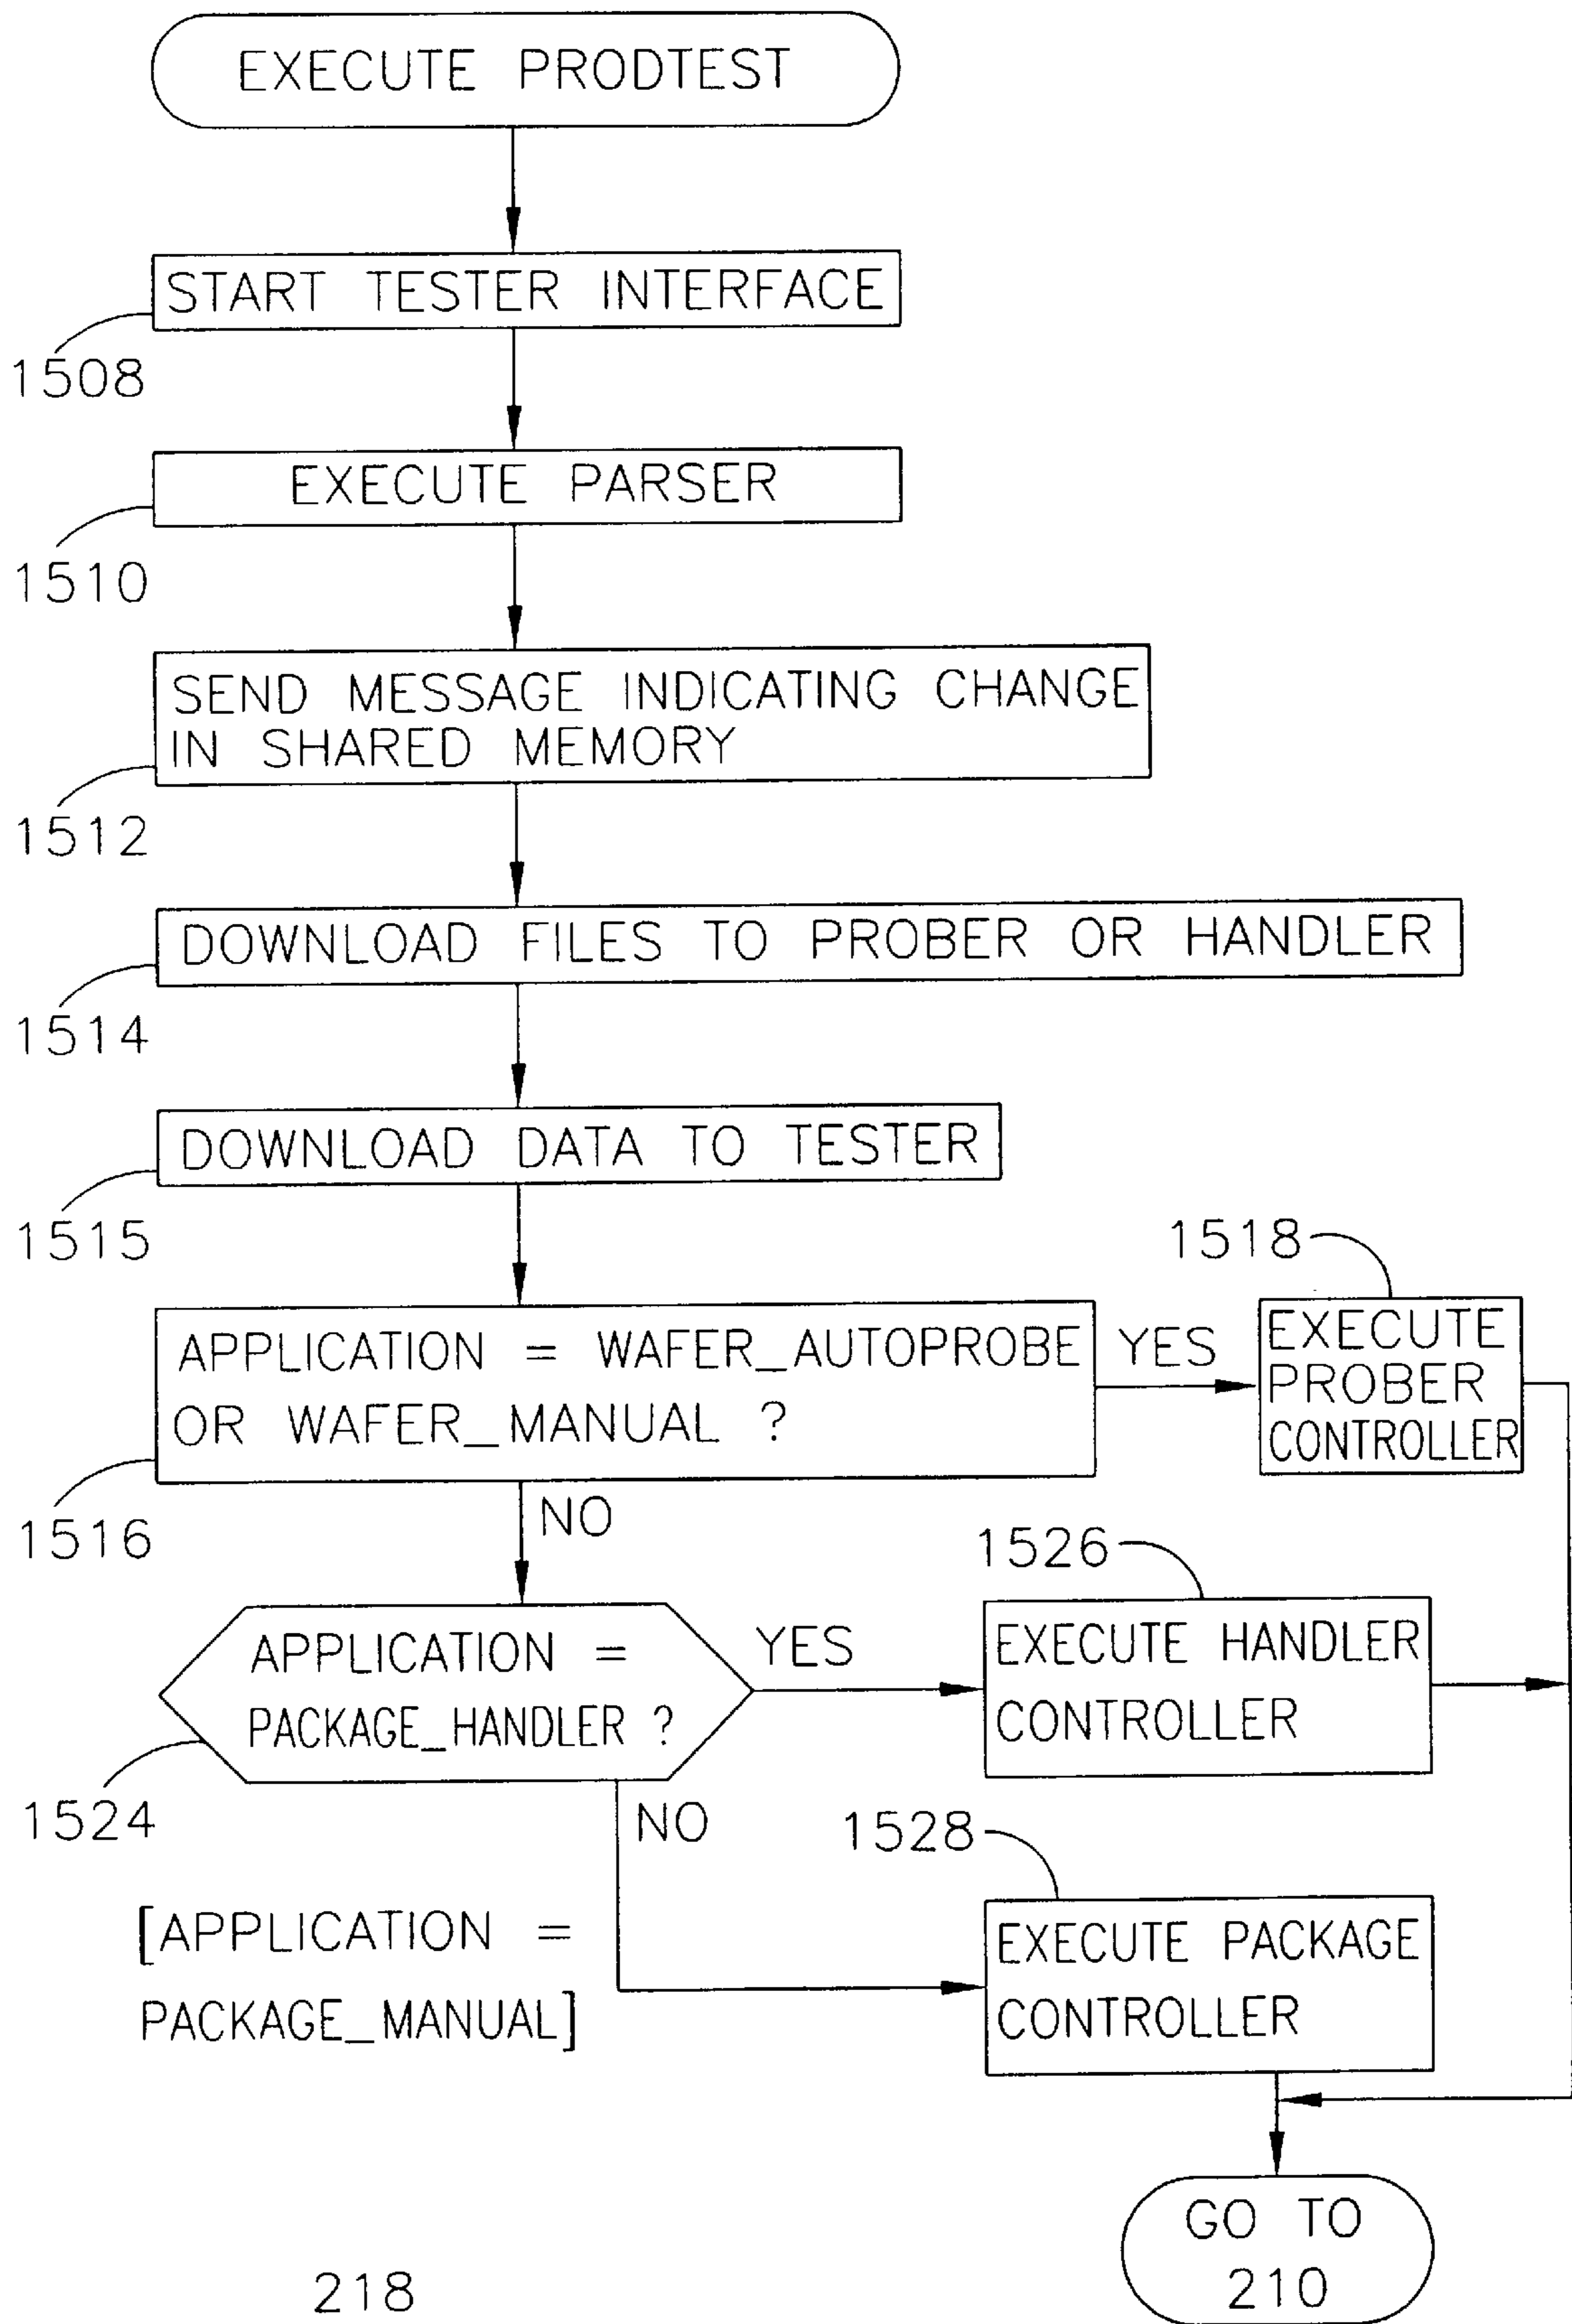 EXECUTE PRODTEST
START TESTER INTERFACE
1508
EXECUTE PARSER
1510
SEND MESSAGE INDICATING CHANGE
IN SHARED MEMORY
1512
DOWNLOAD FILES TO PROBER OR HANDLER
1514
DOWNLOAD DATA TO TESTER
1515
APPLICATION = WAFER_AUTOPROBE
OR WAFER_MANUAL ?
1516
YES
1518
EXECUTE
PROBER
CONTROLLER
NO
APPLICATION =
PACKAGE_HANDLER ?
1524
YES
1526
EXECUTE HANDLER
CONTROLLER
NO
[APPLICATION =
PACKAGE_MANUAL]
1528
EXECUTE PACKAGE
CONTROLLER
GO TO
210
218